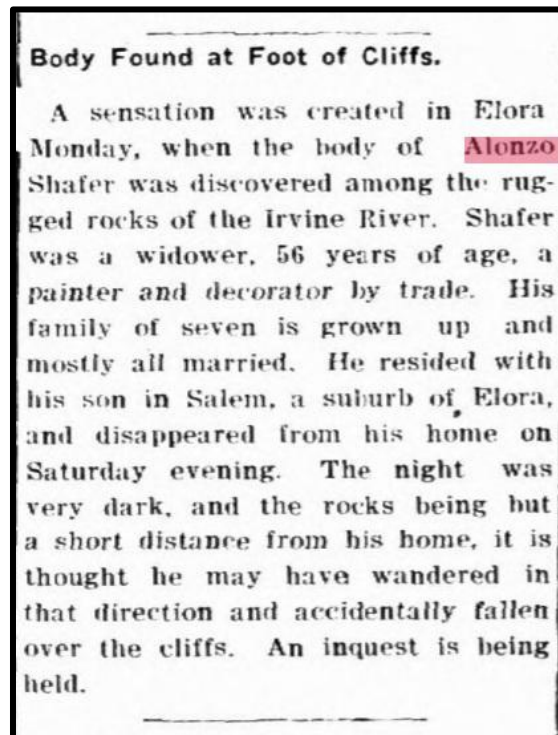 Body Found at Foot of Cliffs.
A sensation was created in Elora
Monday, when the body of Alonzo
Shafer was discovered among the rug-
ged rocks of the Irvine River. Shafer
was a widower, 56 years of age, a
painter and decorator by trade. His
family of seven is grown up and
mostly all married. He resided with
his son in Salem, a suburb of Elora,
and disappeared from his home on
Saturday evening. The night was
very dark, and the rocks being but
a short distance from his home, it is
thought he may have wandered in
that direction and accidentally fallen
over the cliffs. An inquest is being
held.